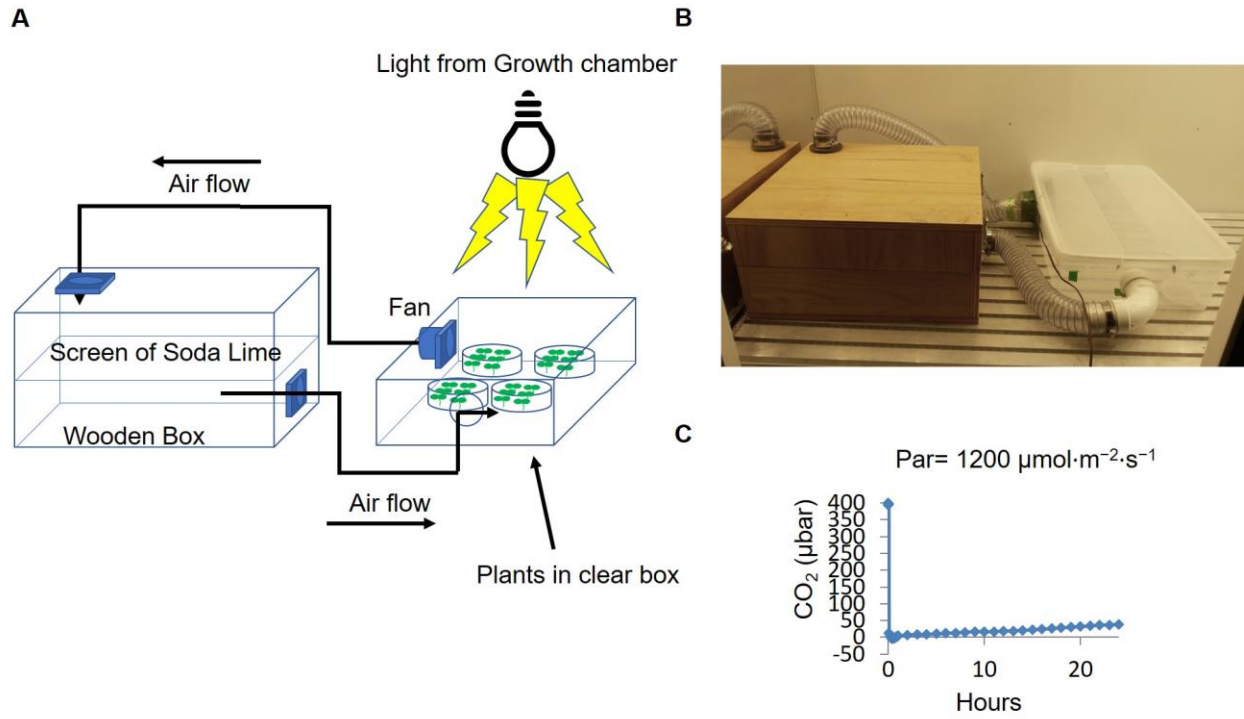 A
Light from Growth chamber
Air flow
Fan
Screen of Soda Lime
Wooden Box
Air flow
Plants in clear box
B
C
Par= 1200 µmol·m⁻²·s⁻¹
CO₂ (µbar)
400
350
300
250
200
150
100
50
0
-50
0 10 20
Hours